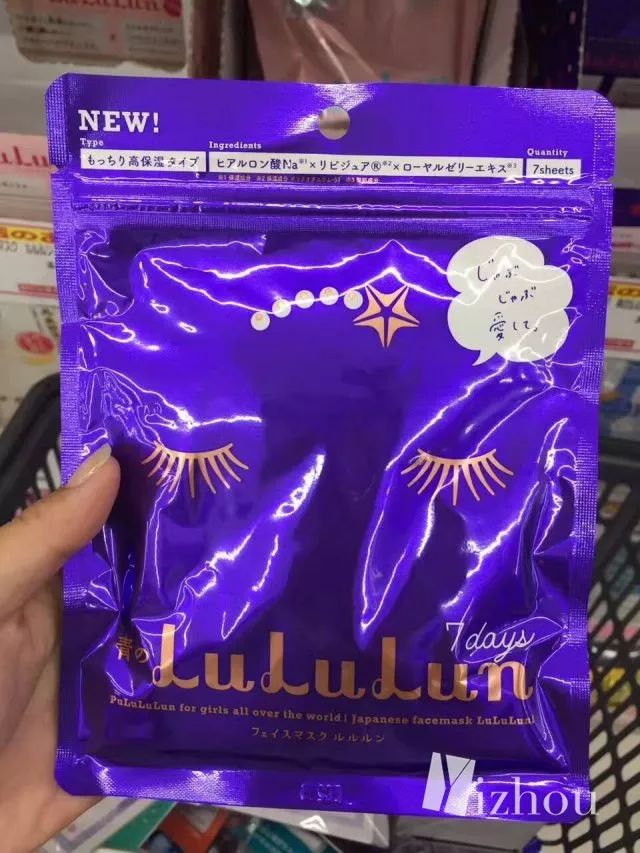 LuLuLun
NEW!
Type
もっちり高保湿タイプ
Ingredients
ヒアルロン酸Na※1×リピジュア®※2×ローヤルゼリーエキス※3
Quantity
7sheets
じゃぶ
じゃぶ
愛して。
7days
青のLuLuLun
PuLuLuLun for girls all over the world! Japanese facemask LuLuLun!
フェイスマスク ルルルン
Yizhou